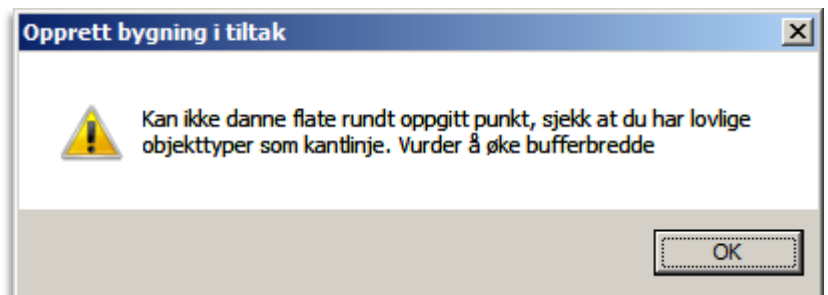 Opprett bygning i tiltak
Kan ikke danne flate rundt oppgitt punkt, sjekk at du har lovlige
objekttyper som kantlinje. Vurder å øke bufferbredde
OK